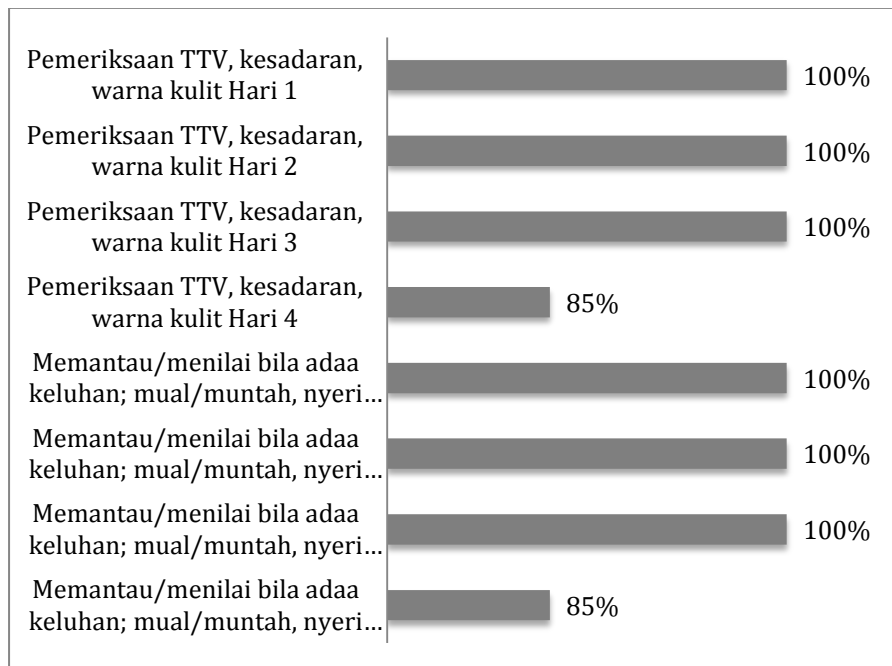 Pemeriksaan TTV, kesadaran,
warna kulit Hari 1
100%
Pemeriksaan TTV, kesadaran,
warna kulit Hari 2
100%
Pemeriksaan TTV, kesadaran,
warna kulit Hari 3
100%
Pemeriksaan TTV, kesadaran,
warna kulit Hari 4
85%
Memantau/menilai bila adaa
keluhan; mual/muntah, nyeri...
100%
Memantau/menilai bila adaa
keluhan; mual/muntah, nyeri...
100%
Memantau/menilai bila adaa
keluhan; mual/muntah, nyeri...
100%
Memantau/menilai bila adaa
keluhan; mual/muntah, nyeri...
85%